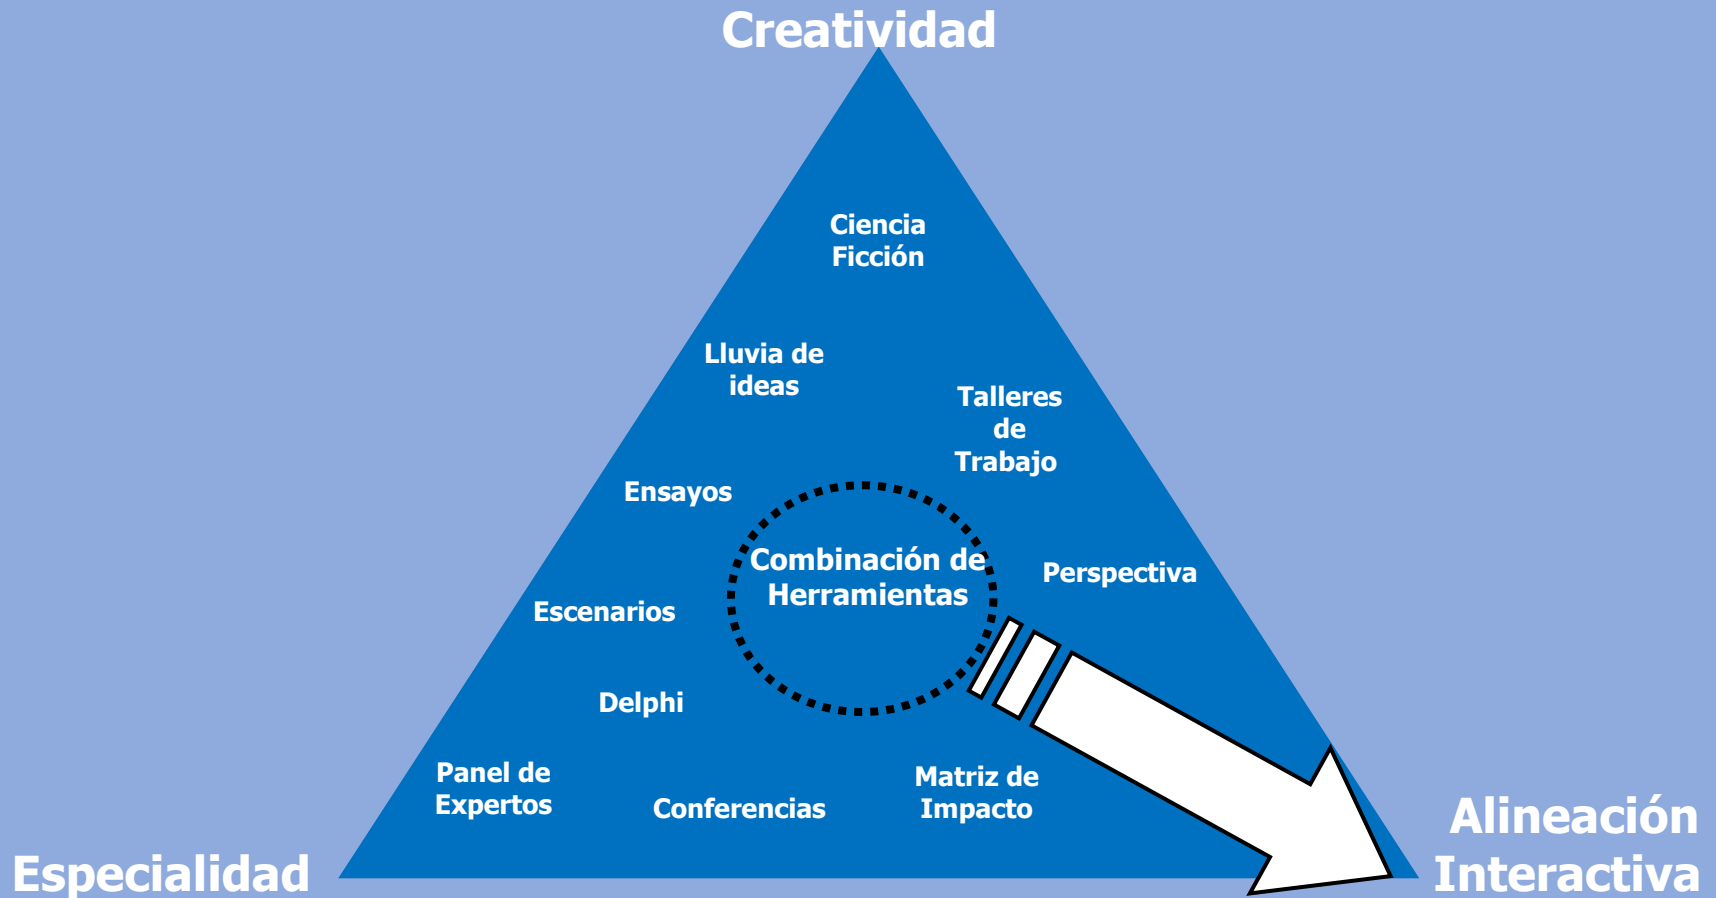 Creatividad
Ciencia
Ficción
Lluvia de
ideas
Talleres
de
Trabajo
Ensayos
Combinación de
Herramientas
Perspectiva
Escenarios
Delphi
Panel de
Expertos
Conferencias
Matriz de
Impacto
Especialidad
Alineación
Interactiva